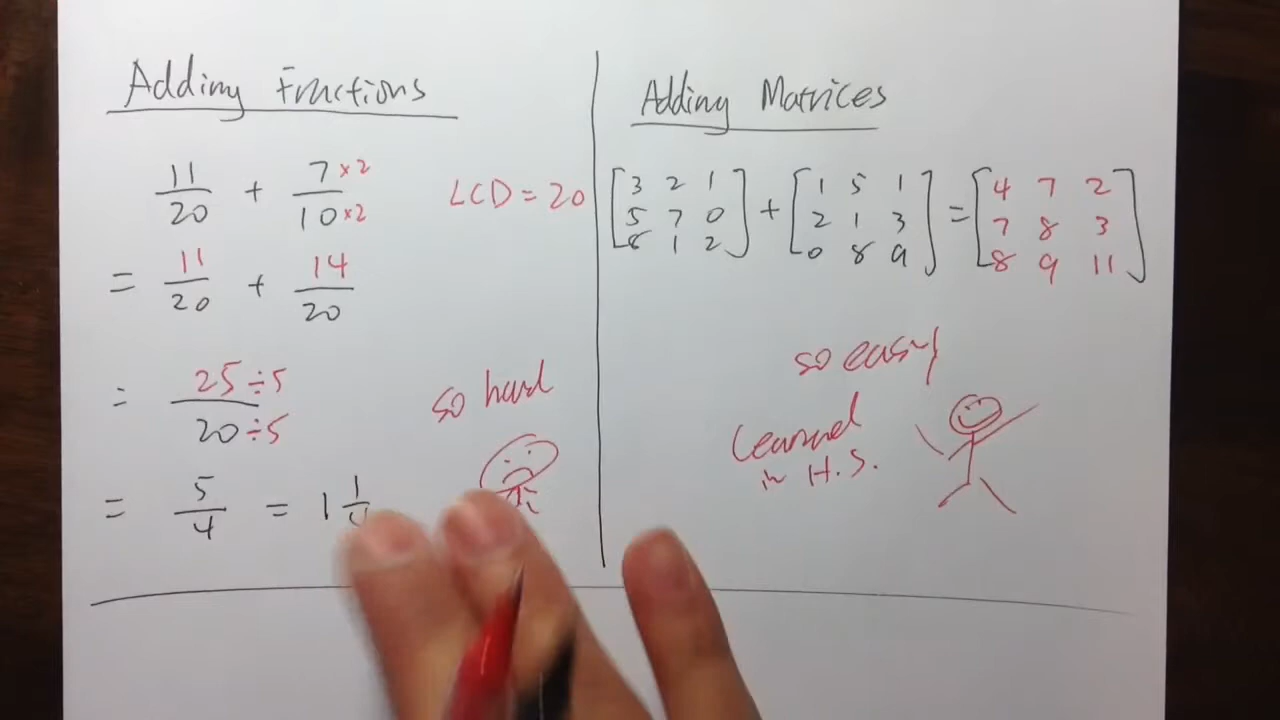 Adding Fractions
11/20 + 7×2/10×2 LCD = 20
= 11/20 + 14/20
= 25÷5/20÷5
so hard
= 5/4 = 1 1/4
Adding Matrices
[3 2 1] + [1 5 1] = [4 7 2]
[5 7 0] + [2 1 3] = [7 8 3]
[8 1 2] + [0 8 9] = [8 9 11]
so easy
Learned
in H.S.